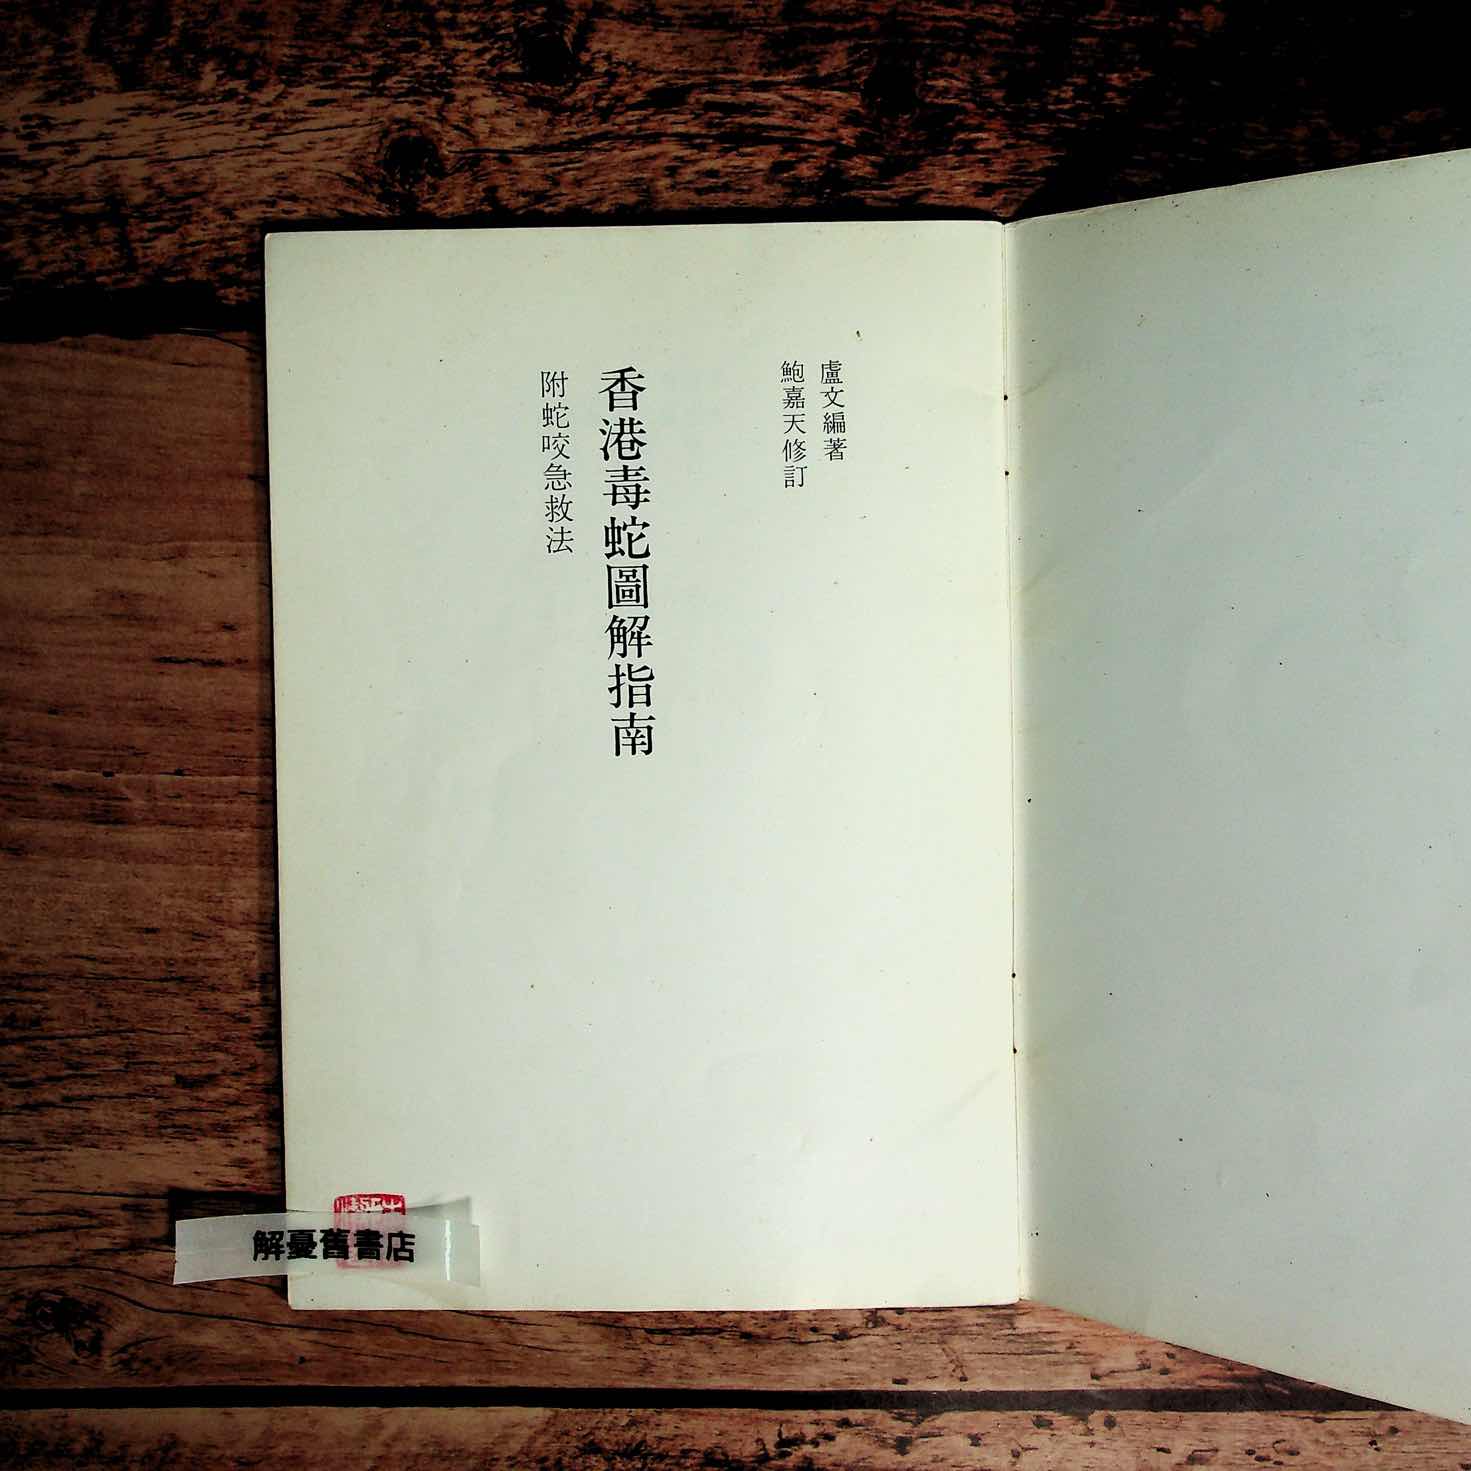 盧文編著
鮑嘉天修訂
香港毒蛇圖解指南
附蛇咬急救法
解憂舊書店